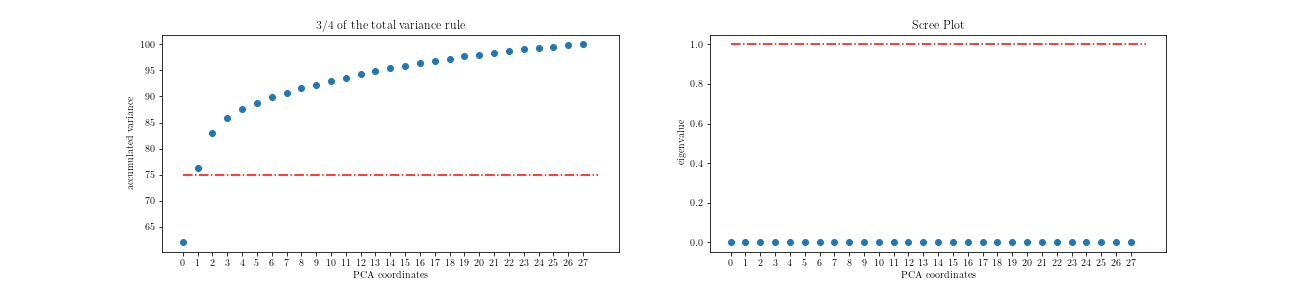 3/4 of the total variance rule
accumulated variance
100
95
90
85
80
75
70
65
0 1 2 3 4 5 6 7 8 9 10 11 12 13 14 15 16 17 18 19 20 21 22 23 24 25 26 27
PCA coordinates
Scree Plot
eigenvalue
1.0
0.8
0.6
0.4
0.2
0.0
0 1 2 3 4 5 6 7 8 9 10 11 12 13 14 15 16 17 18 19 20 21 22 23 24 25 26 27
PCA coordinates